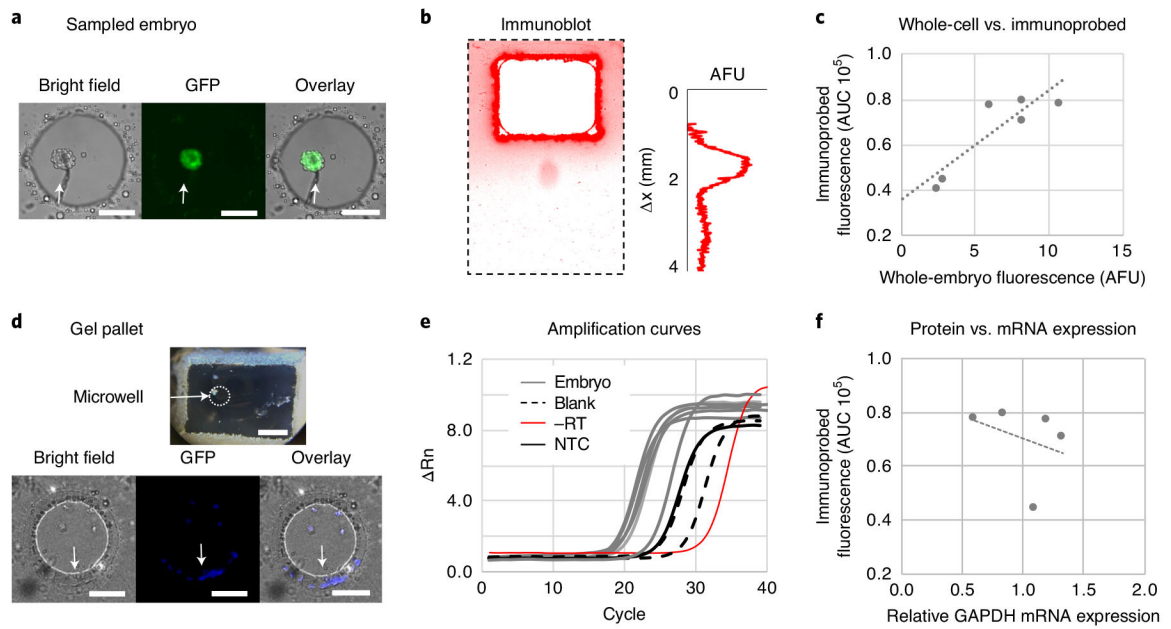 a Sampled embryo
Bright field GFP Overlay
b Immunoblot
AFU
0
2
4
Δx (mm)
c Whole-cell vs. immunoprobed
1.0
0.8
0.6
0.4
0.2
0 5 10 15
Immunoprobed
fluorescence (AUC 10⁵)
Whole-embryo fluorescence (AFU)
d Gel pallet
Microwell
Bright field GFP Overlay
e Amplification curves
1.2
8.0
4.0
0.0
ΔRn
Embryo
Blank
–RT
NTC
0 10 20 30 40
Cycle
f Protein vs. mRNA expression
1.0
0.8
0.6
0.4
0.2
0.0 0.5 1.0 1.5 2.0
Immunoprobed
fluorescence (AUC 10⁵)
Relative GAPDH mRNA expression